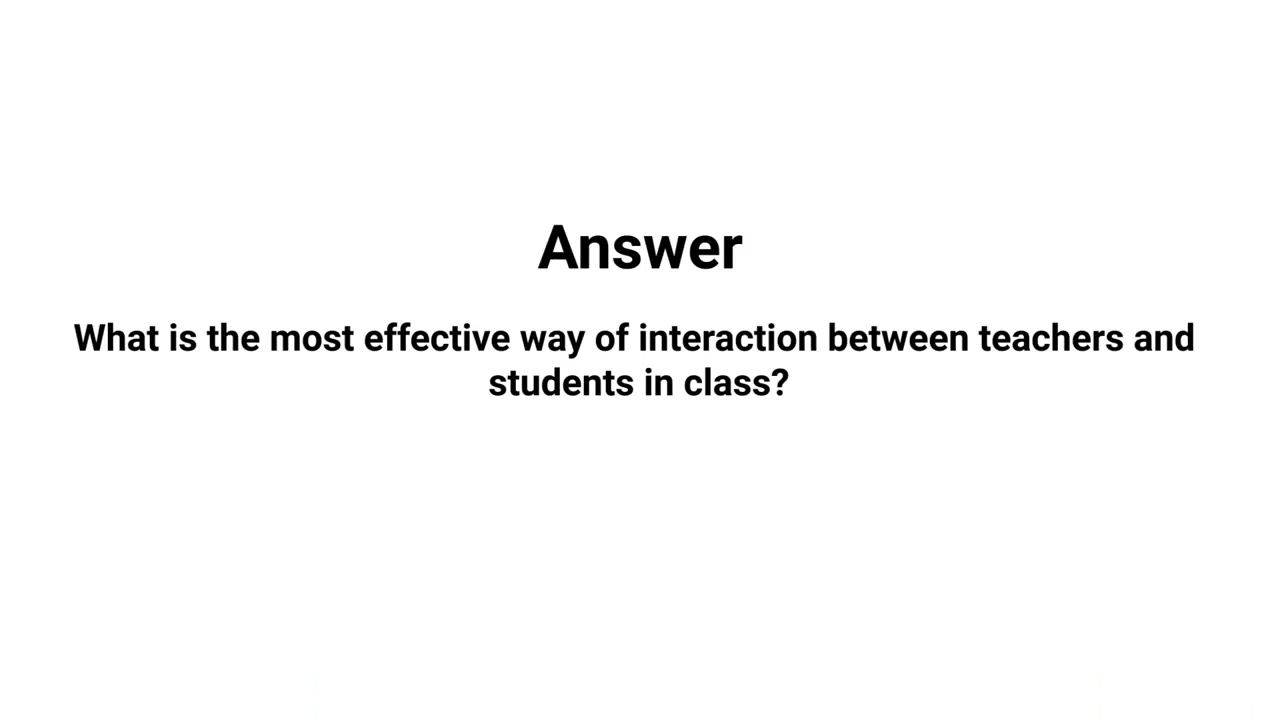 Answer
What is the most effective way of interaction between teachers and
students in class?